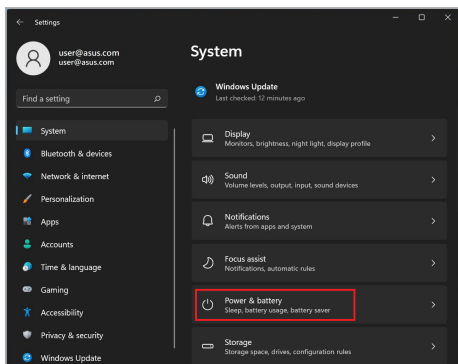 Settings
user@asus.com
user@asus.com
Find a setting
System
Bluetooth & devices
Network & internet
Personalization
Apps
Accounts
Time & language
Gaming
Accessibility
Privacy & security
Windows Update
System
Windows Update
Last checked: 12 minutes ago
Display
Monitors, brightness, night light, display profile
Sound
Volume levels, output, input, sound devices
Notifications
Alerts from apps and system
Focus assist
Notifications, automatic rules
Power & battery
Sleep, battery usage, battery saver
Storage
Storage space, drives, configuration rules